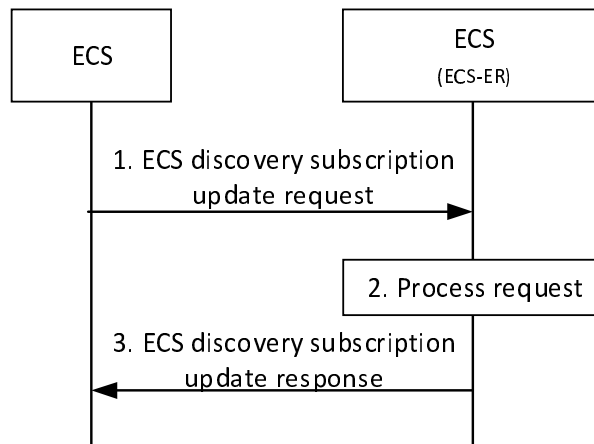 ECS
ECS
(ECS-ER)
1. ECS discovery subscription
update request
2. Process request
3. ECS discovery subscription
update response